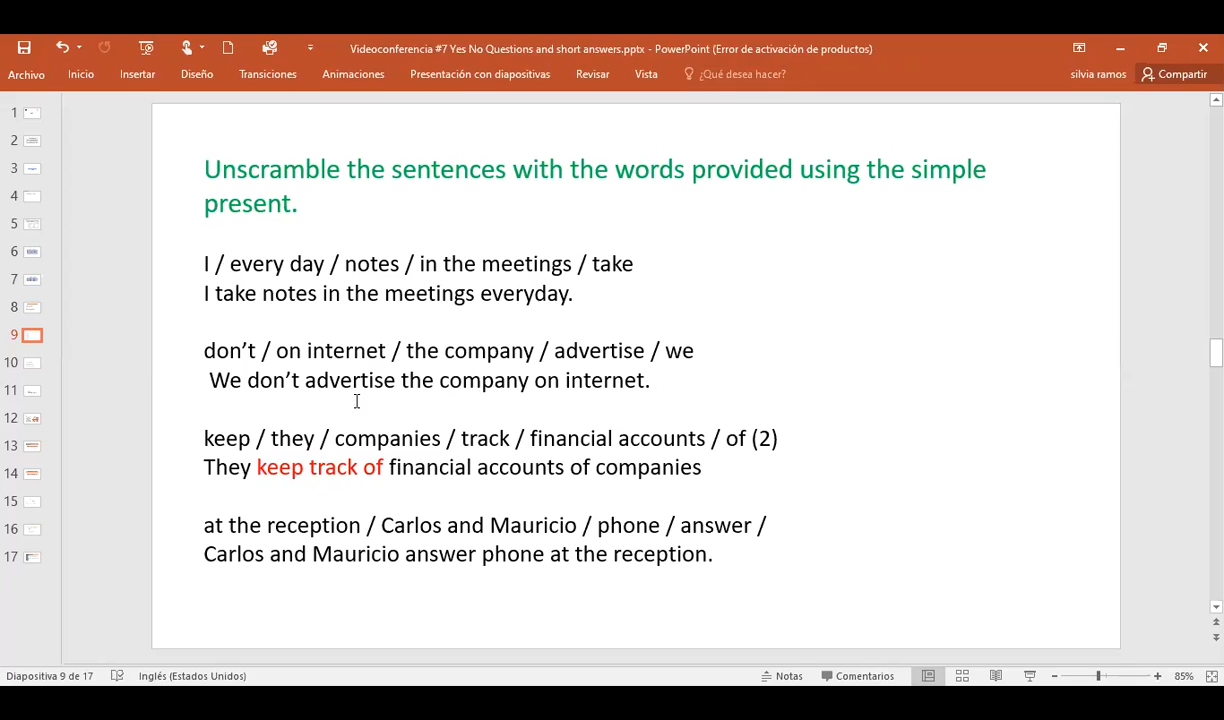 Videoconferencia #7 Yes No Questions and short answers.pptx - PowerPoint (Error de activación de productos)
Archivo Inicio Insertar Diseño Transiciones Animaciones Presentación con diapositivas Revisar Vista ¿Qué desea hacer? silvia ramos Compartir
1
2
3
4
5
6
7
8
9
10
11
12
13
14
15
16
17
Unscramble the sentences with the words provided using the simple
present.
I / every day / notes / in the meetings / take
I take notes in the meetings everyday.
don’t / on internet / the company / advertise / we
We don’t advertise the company on internet.
keep / they / companies / track / financial accounts / of (2)
They keep track of financial accounts of companies
at the reception / Carlos and Mauricio / phone / answer /
Carlos and Mauricio answer phone at the reception.
Diapositiva 9 de 17 Inglés (Estados Unidos) Notas Comentarios 85%